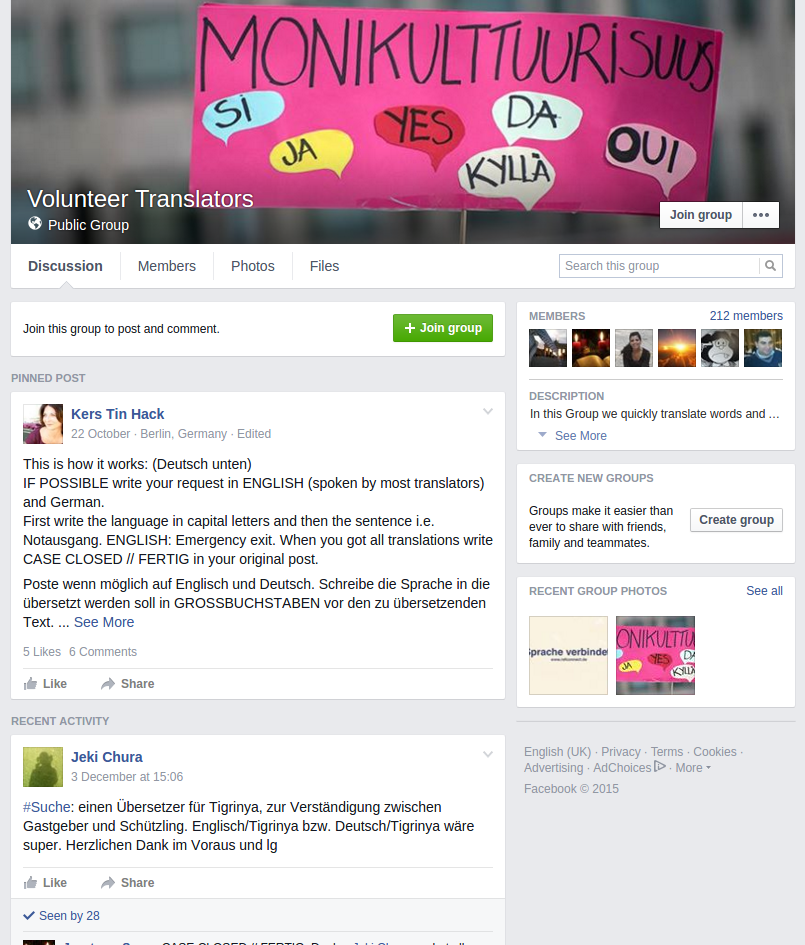 MONIKULTTUURISUUS
SI
JA
YES
DA
KYLLÄ
OUI
Volunteer Translators
Public Group
Join group
Discussion
Members
Photos
Files
Search this group
Join this group to post and comment.
Join group
PINNED POST
Kers Tin Hack
22 October · Berlin, Germany · Edited
This is how it works: (Deutsch unten)
IF POSSIBLE write your request in ENGLISH (spoken by most translators)
and German.
First write the language in capital letters and then the sentence i.e.
Notausgang. ENGLISH: Emergency exit. When you got all translations write
CASE CLOSED // FERTIG in your original post.
Poste wenn möglich auf Englisch und Deutsch. Schreibe die Sprache in die
übersetzt werden soll in GROSSBUCHSTABEN vor den zu übersetzenden
Text. ... See More
5 Likes 6 Comments
Like Share
RECENT ACTIVITY
Jeki Chura
3 December at 15:06
#Suche: einen Übersetzer für Tigrinya, zur Verständigung zwischen
Gastgeber und Schützling. Englisch/Tigrinya bzw. Deutsch/Tigrinya wäre
super. Herzlichen Dank im Voraus und lg
Like Share
Seen by 28
CASE CLOSED // FERTIG.
MEMBERS
212 members
DESCRIPTION
In this Group we quickly translate words and ...
See More
CREATE NEW GROUPS
Groups make it easier than
ever to share with friends,
family and teammates.
Create group
RECENT GROUP PHOTOS
See all
Sprache verbindet
ONIKULTTU
JA
YES
DA
KYLLÄ
English (UK) · Privacy · Terms · Cookies ·
Advertising · AdChoices · More
Facebook © 2015